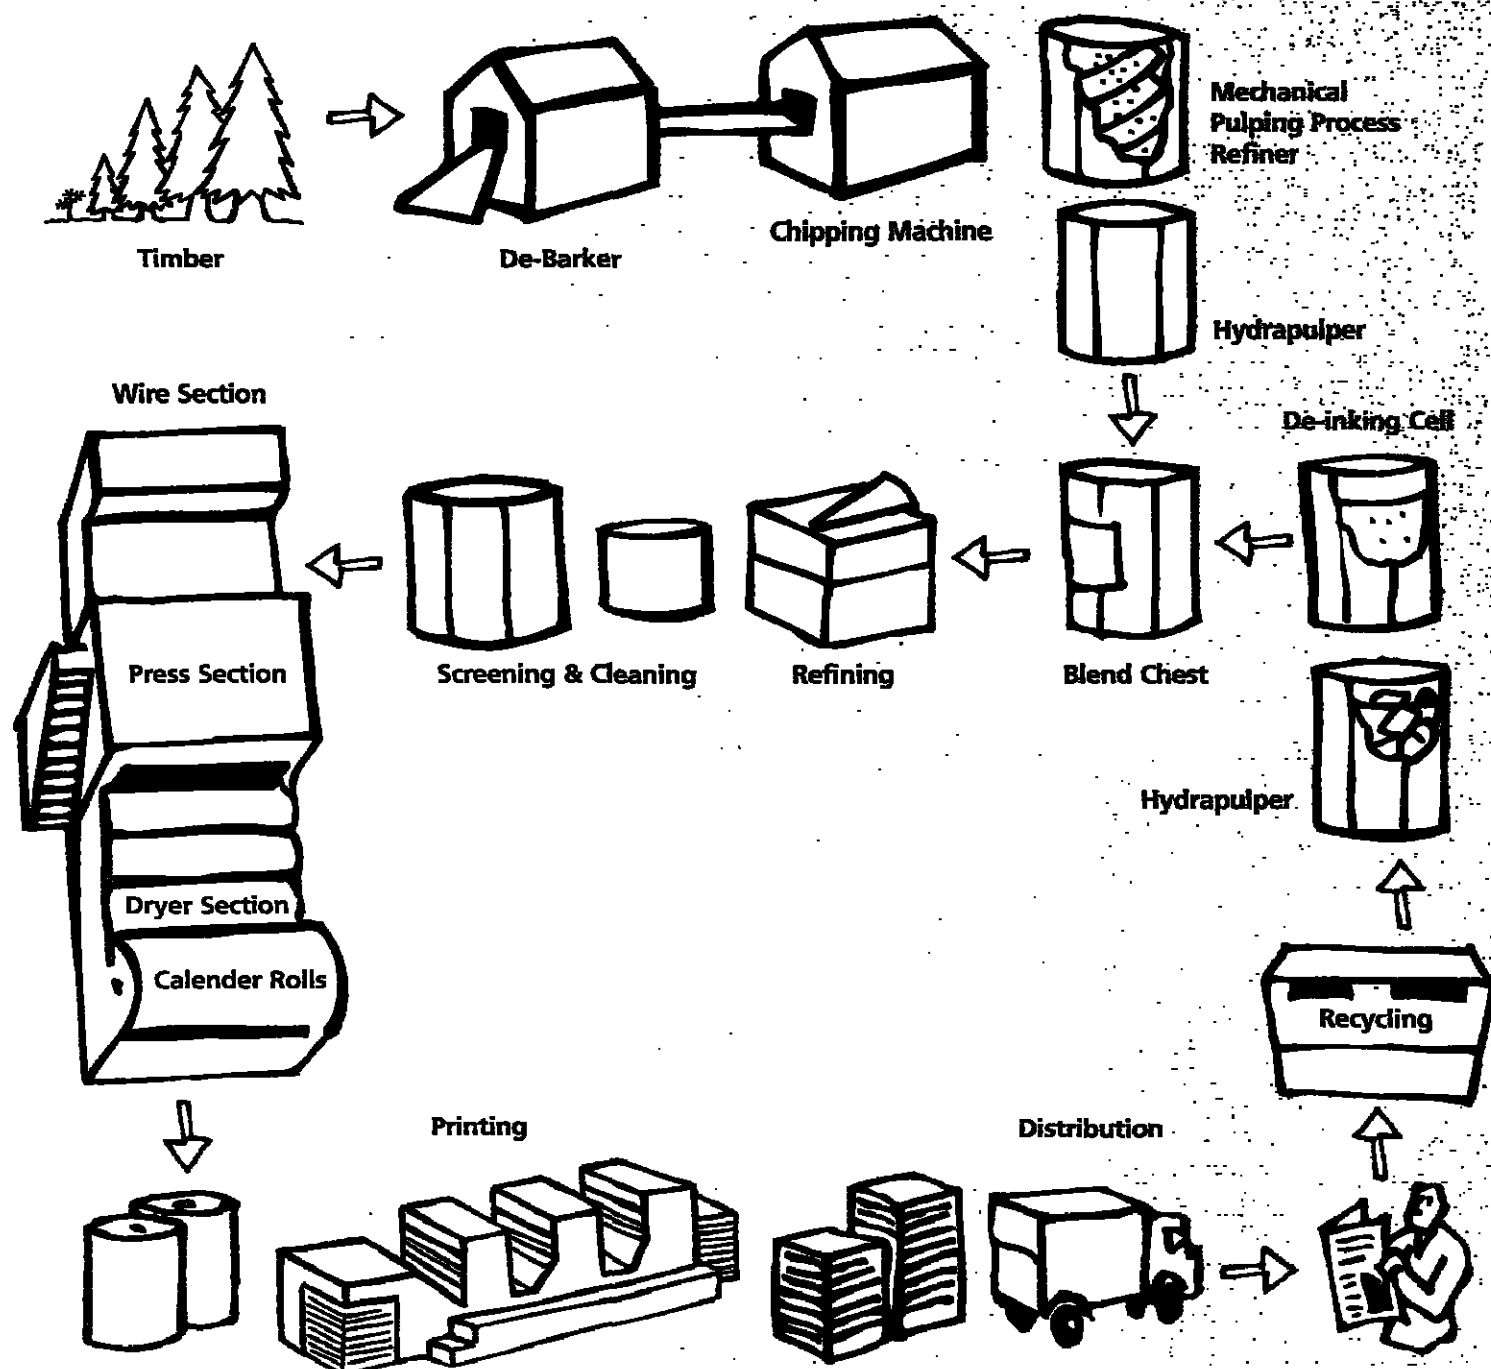 Mechanical
Pulping Process
Refiner
Chipping Machine
Timber
De-Barker
Hydrapulper
Wire Section
De-inking Cell
Press Section
Screening & Cleaning
Refining
Blend Chest
Hydrapulper
Dryer Section
Calender Rolls
Recycling
Printing
Distribution